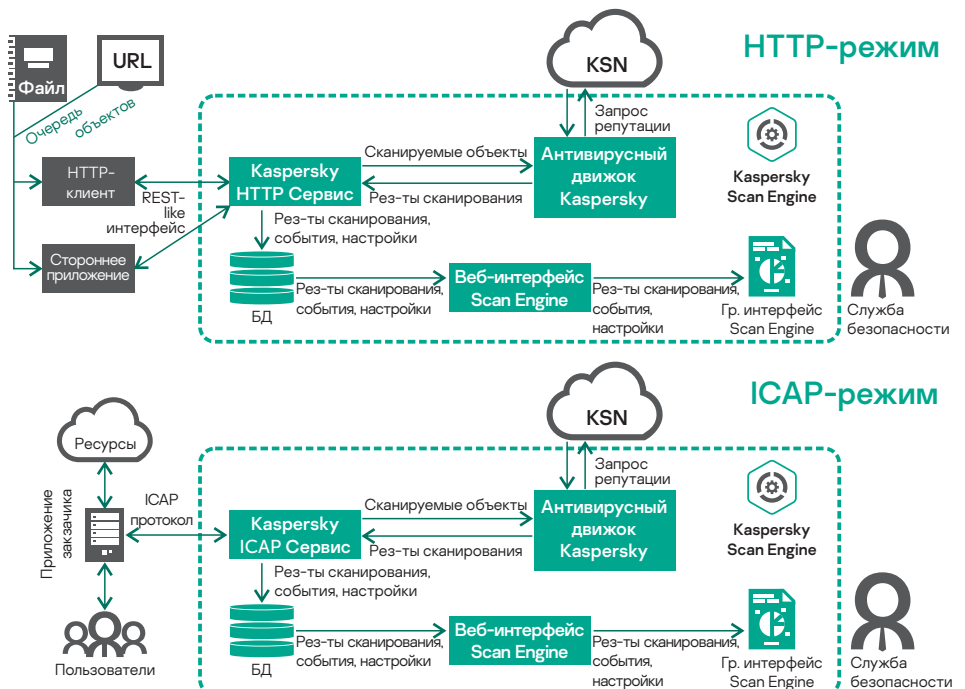 HTTP-режим
KSN
URL
Файл
Очередь
объектов
Запрос
репутации
HTTP-
клиент
REST-
like
интерфейс
Стороннее
приложение
Kaspersky
HTTP Сервис
Сканируемые объекты
Рез-ты сканирования
Антивирусный
движок
Kaspersky
Kaspersky
Scan Engine
Рез-ты сканирования,
события, настройки
БД
Рез-ты сканирования,
события, настройки
Веб-интерфейс
Scan Engine
Рез-ты сканирования,
события,
настройки
Гр. интерфейс
Scan Engine
Служба
безопасности
ICAP-режим
KSN
Ресурсы
Запрос
репутации
Приложение
закзачика
ICAP
протокол
Kaspersky
ICAP Сервис
Сканируемые объекты
Рез-ты сканирования
Антивирусный
движок
Kaspersky
Kaspersky
Scan Engine
Рез-ты сканирования,
события, настройки
Пользователи
БД
Рез-ты сканирования,
события, настройки
Веб-интерфейс
Scan Engine
Рез-ты сканирования,
события,
настройки
Гр. интерфейс
Scan Engine
Служба
безопасности